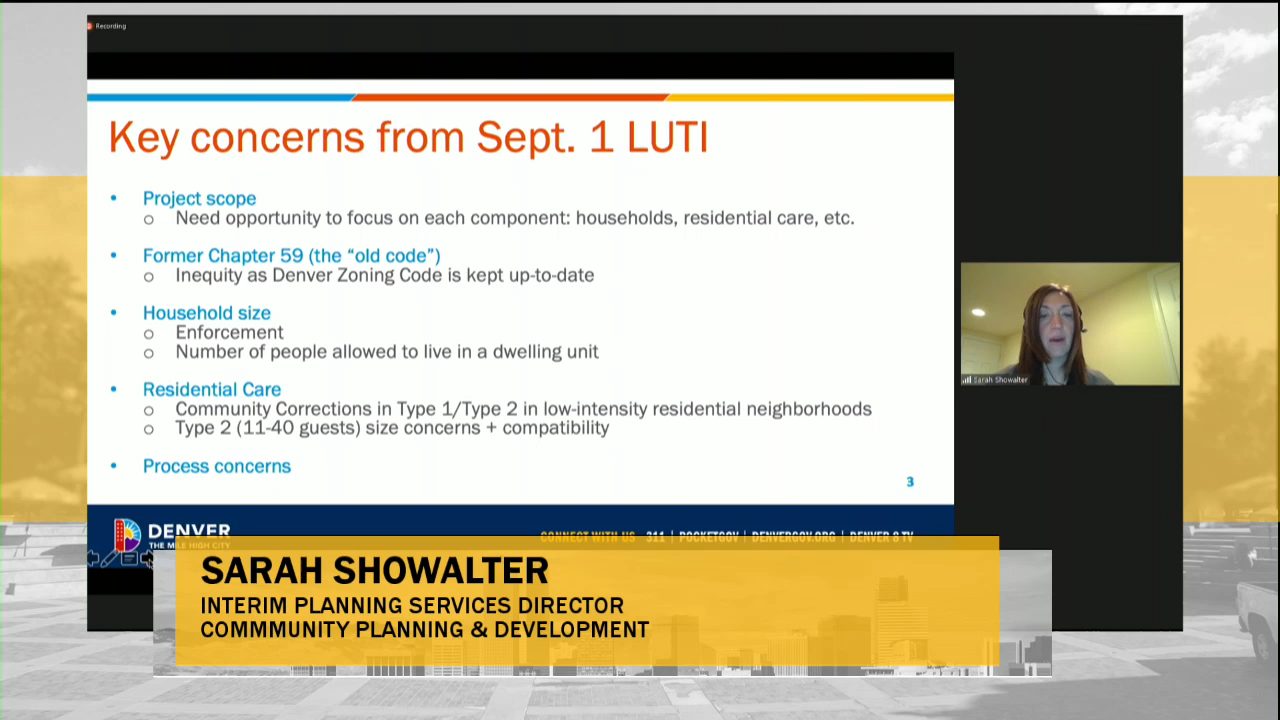 Recording
Key concerns from Sept. 1 LUTI
• Project scope
o Need opportunity to focus on each component: households, residential care, etc.
• Former Chapter 59 (the “old code”)
o Inequity as Denver Zoning Code is kept up-to-date
• Household size
o Enforcement
o Number of people allowed to live in a dwelling unit
• Residential Care
o Community Corrections in Type 1/Type 2 in low-intensity residential neighborhoods
o Type 2 (11-40 guests) size concerns + compatibility
• Process concerns
3
Sarah Showalter
DENVER
THE MILE HIGH CITY
CONNECT WITH US 311 | POCKETGOV | DENVERGOV.ORG | DENVER 8 TV
SARAH SHOWALTER
INTERIM PLANNING SERVICES DIRECTOR
COMMMUNITY PLANNING & DEVELOPMENT